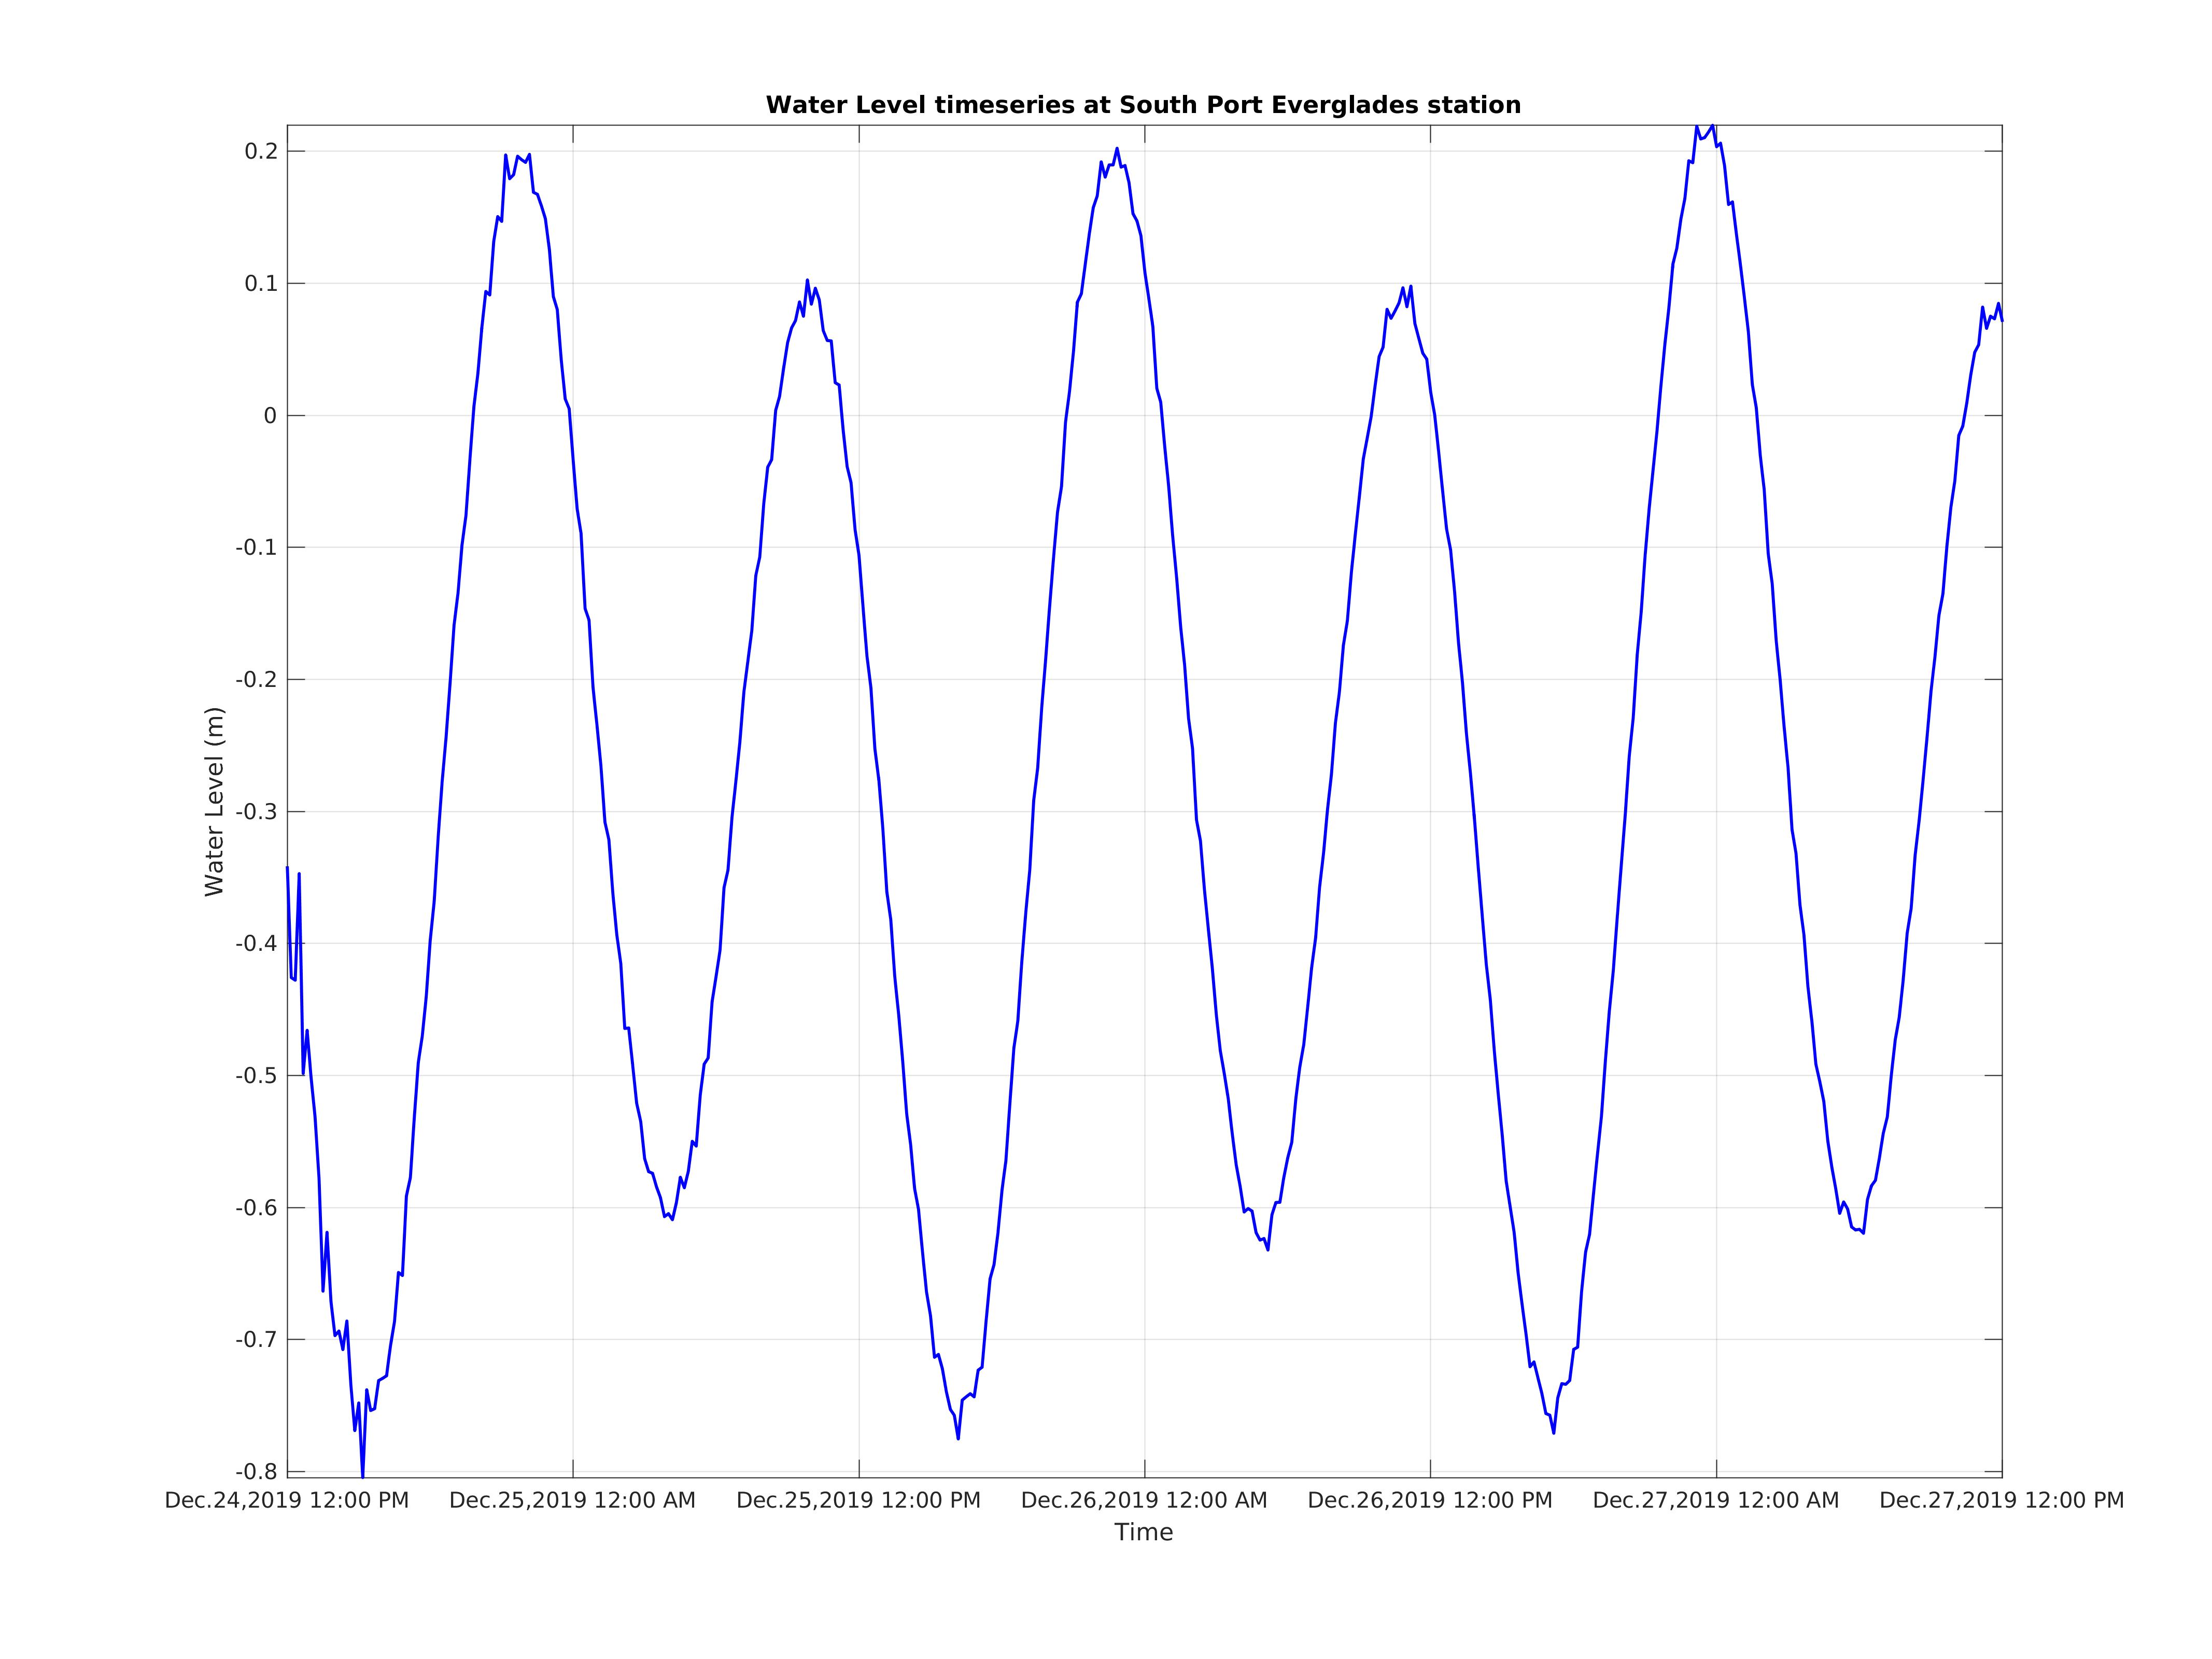 Water Level timeseries at South Port Everglades station
0.2
0.1
0
-0.1
-0.2
-0.3
-0.4
-0.5
-0.6
-0.7
-0.8
Water Level (m)
Dec.24,2019 12:00 PM
Dec.25,2019 12:00 AM
Dec.25,2019 12:00 PM
Dec.26,2019 12:00 AM
Dec.26,2019 12:00 PM
Dec.27,2019 12:00 AM
Dec.27,2019 12:00 PM
Time